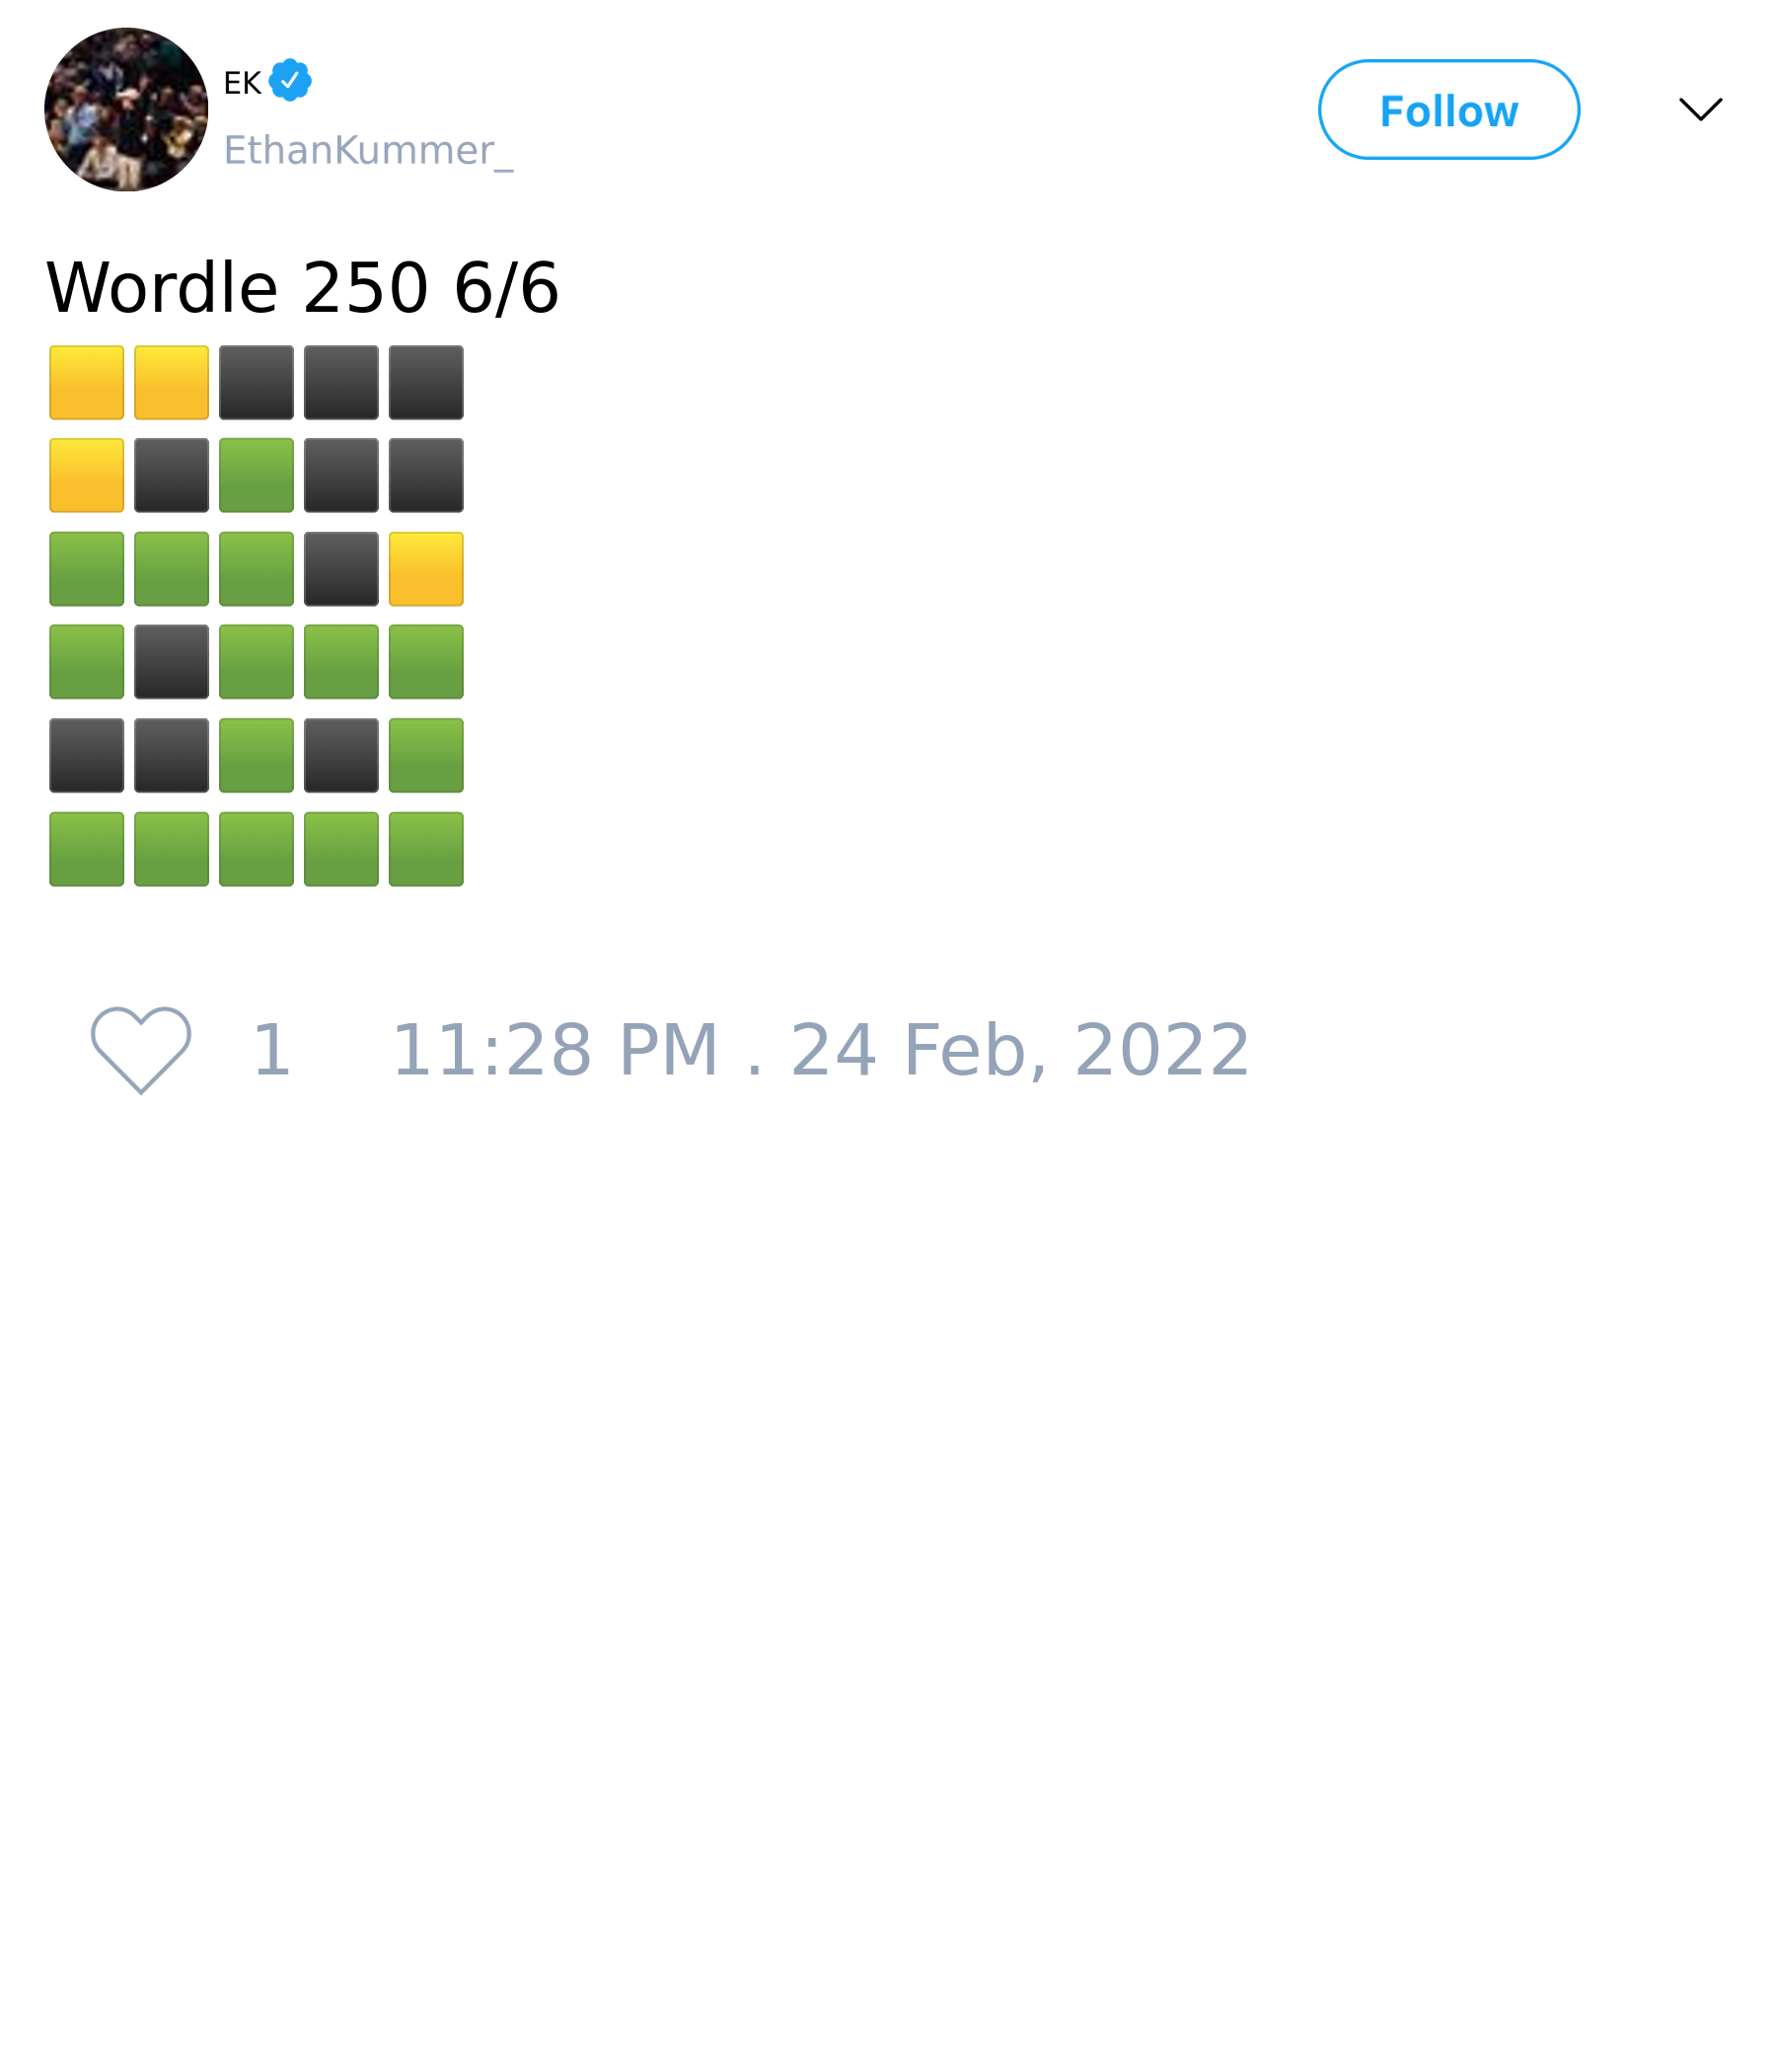 EK
EthanKummer_
Follow
Wordle 250 6/6
🟨🟨⬛⬛⬛
🟨⬛🟩⬛⬛
🟩🟩🟩⬛🟨
🟩⬛🟩🟩🟩
⬛⬛🟩⬛🟩
🟩🟩🟩🟩🟩
1 11:28 PM . 24 Feb, 2022